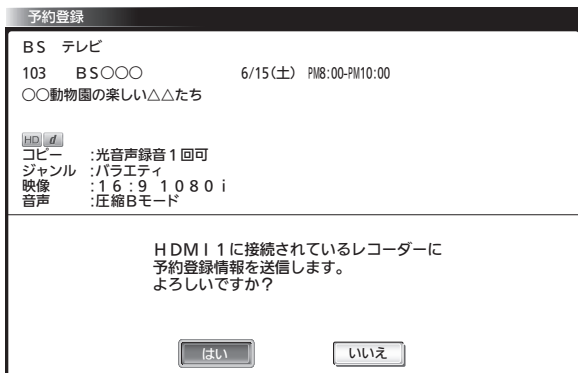 予約登録
BS テレビ
103 BS○○○ 6/15(土) PM8:00-PM10:00
○○動物園の楽しい△△たち
HD d
コピー :光音声録音1回可
ジャンル :バラエティ
映像 :16:9 1080i
音声 :圧縮Bモード
HDMI1に接続されているレコーダーに
予約登録情報を送信します。
よろしいですか?
はい いいえ